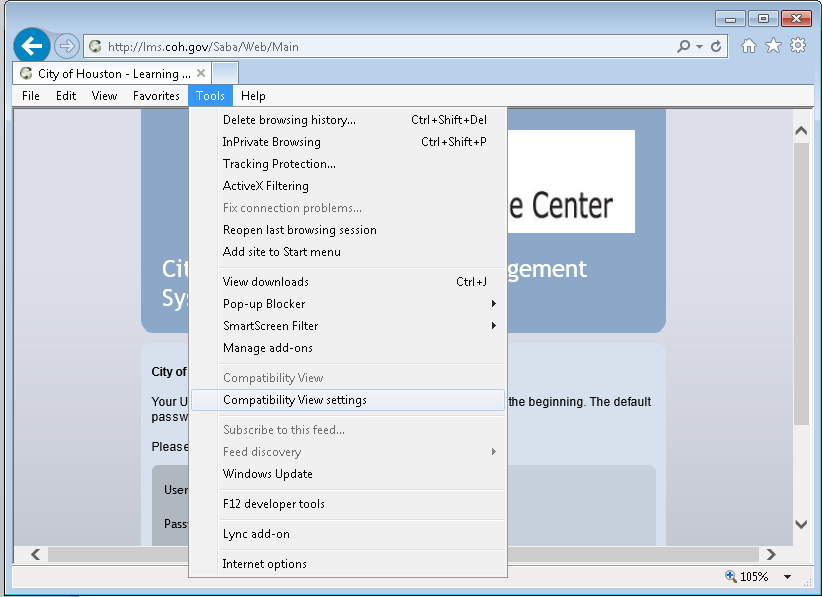 http://lms.coh.gov/Saba/Web/Main
City of Houston - Learning ...
File Edit View Favorites Tools Help
Delete browsing history... Ctrl+Shift+Del
InPrivate Browsing Ctrl+Shift+P
Tracking Protection...
ActiveX Filtering
Fix connection problems...
Reopen last browsing session
Add site to Start menu
View downloads Ctrl+J
Pop-up Blocker
SmartScreen Filter
Manage add-ons
Compatibility View
Compatibility View settings
Subscribe to this feed...
Feed discovery
Windows Update
F12 developer tools
Lync add-on
Internet options
e Center
Cit gement
Sys
City of
Your U the beginning. The default
passw
Please
User
Pass
105%